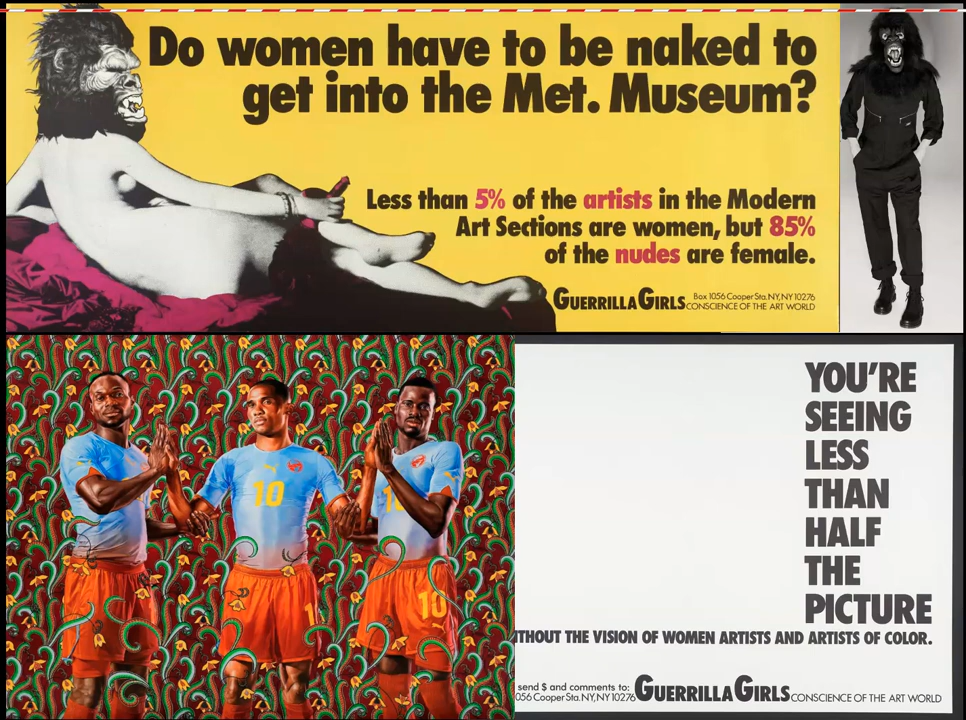 Do women have to be naked to
get into the Met. Museum?
Less than 5% of the artists in the Modern
Art Sections are women, but 85%
of the nudes are female.
GUERRILLA GIRLS
Box 1056 Cooper Sta. NY, NY 10276
CONSCIENCE OF THE ART WORLD
10
10
1
10
YOU'RE
SEEING
LESS
THAN
HALF
THE
PICTURE
THE VISION OF WOMEN ARTISTS AND ARTISTS OF COLOR.
send $ and comments to:
Cooper Sta. NY, NY 10276
GUERRILLA GIRLS CONSCIENCE OF THE ART WORLD